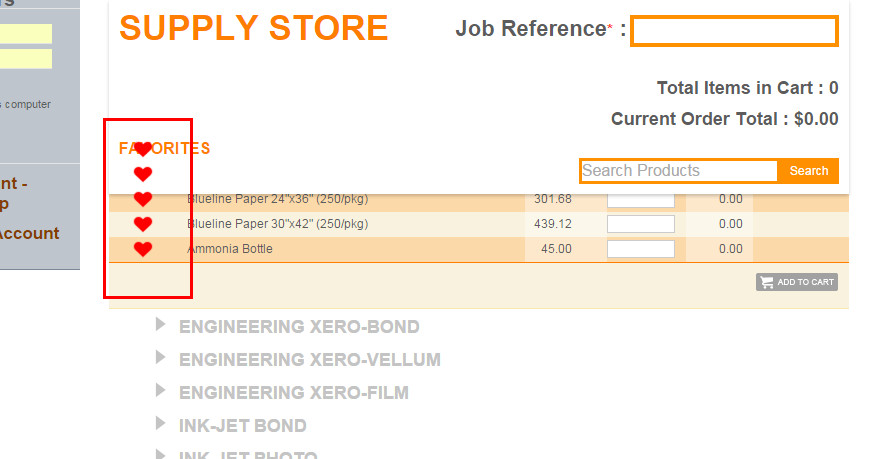 SUPPLY STORE
Job Reference* :
computer
Total Items in Cart : 0
Current Order Total : $0.00
FAVORITES
Search Products
Search
nt -
p
Account
Blueline Paper 24"x36" (250/pkg) 301.68 0.00
Blueline Paper 30"x42" (250/pkg) 439.12 0.00
Ammonia Bottle 45.00 0.00
ADD TO CART
ENGINEERING XERO-BOND
ENGINEERING XERO-VELLUM
ENGINEERING XERO-FILM
INK-JET BOND
INK-JET PHOTO